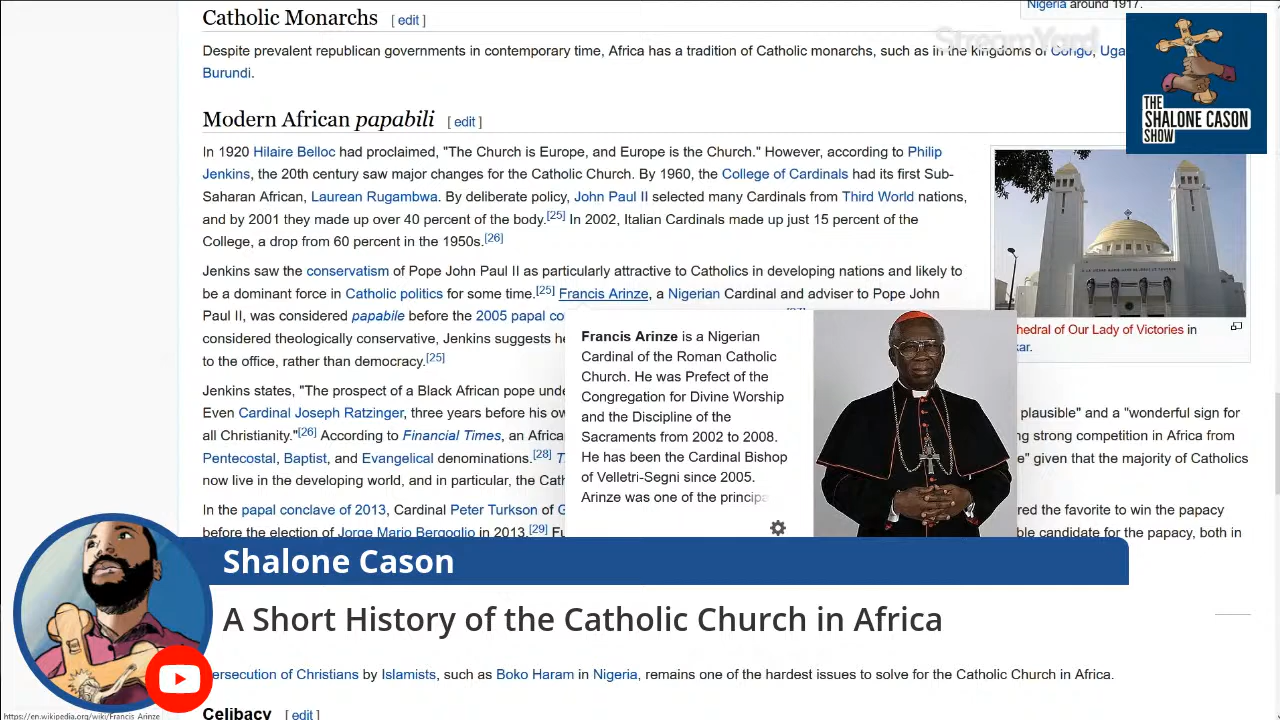 Nigeria around 1917.
Catholic Monarchs [ edit ]
StreamYard
Despite prevalent republican governments in contemporary time, Africa has a tradition of Catholic monarchs, such as in the kingdoms of Congo, Uga
Burundi.
THE
SHALONE CASON
SHOW
Modern African papabili [ edit ]
In 1920 Hilaire Belloc had proclaimed, "The Church is Europe, and Europe is the Church." However, according to Philip
Jenkins, the 20th century saw major changes for the Catholic Church. By 1960, the College of Cardinals had its first Sub-
Saharan African, Laurean Rugambwa. By deliberate policy, John Paul II selected many Cardinals from Third World nations,
and by 2001 they made up over 40 percent of the body.[25] In 2002, Italian Cardinals made up just 15 percent of the
College, a drop from 60 percent in the 1950s.[26]
Jenkins saw the conservatism of Pope John Paul II as particularly attractive to Catholics in developing nations and likely to
be a dominant force in Catholic politics for some time.[25] Francis Arinze, a Nigerian Cardinal and adviser to Pope John
Paul II, was considered papabile before the 2005 papal co
considered theologically conservative, Jenkins suggests he
to the office, rather than democracy.[25]
hedral of Our Lady of Victories in
kar.
Francis Arinze is a Nigerian
Cardinal of the Roman Catholic
Church. He was Prefect of the
Congregation for Divine Worship
and the Discipline of the
Sacraments from 2002 to 2008.
He has been the Cardinal Bishop
of Velletri-Segni since 2005.
Arinze was one of the principa
Jenkins states, "The prospect of a Black African pope unde
Even Cardinal Joseph Ratzinger, three years before his ow plausible" and a "wonderful sign for
all Christianity."[26] According to Financial Times, an Africa ng strong competition in Africa from
Pentecostal, Baptist, and Evangelical denominations.[28] T e" given that the majority of Catholics
now live in the developing world, and in particular, the Cath
In the papal conclave of 2013, Cardinal Peter Turkson of G red the favorite to win the papacy
before the election of Jorge Mario Bergoglio in 2013.[29] Fu ble candidate for the papacy, both in
Shalone Cason
A Short History of the Catholic Church in Africa
ersecution of Christians by Islamists, such as Boko Haram in Nigeria, remains one of the hardest issues to solve for the Catholic Church in Africa.
Celibacy [ edit ]
https://en.wikipedia.org/wiki/Francis_Arinze